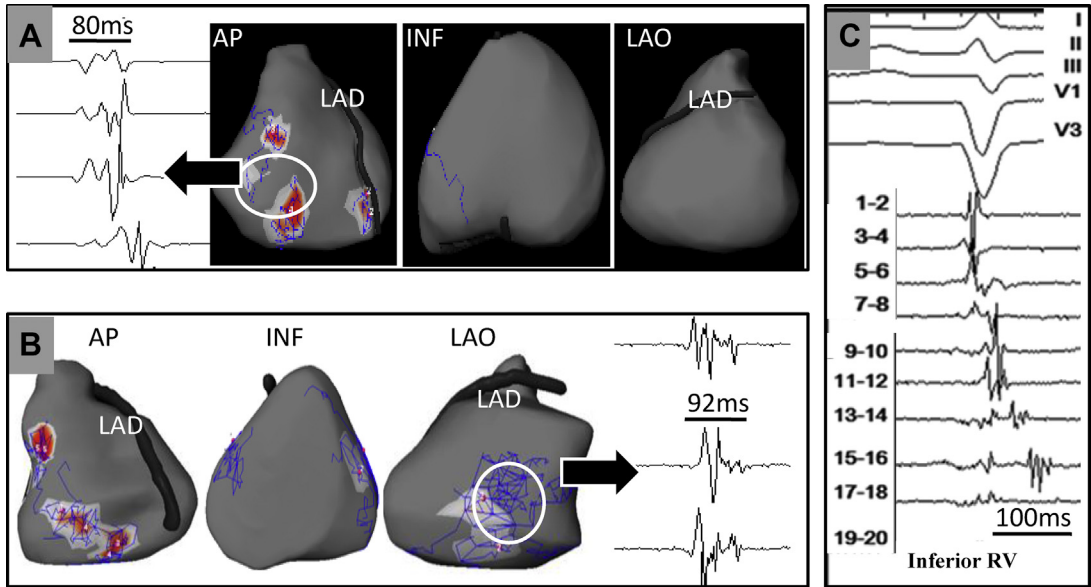 A
80ms
AP
INF
LAO
LAD
LAD
B
AP
INF
LAO
LAD
LAD
92ms
C
I
II
III
V1
V3
1-2
3-4
5-6
7-8
9-10
11-12
13-14
15-16
17-18
19-20
100ms
Inferior RV